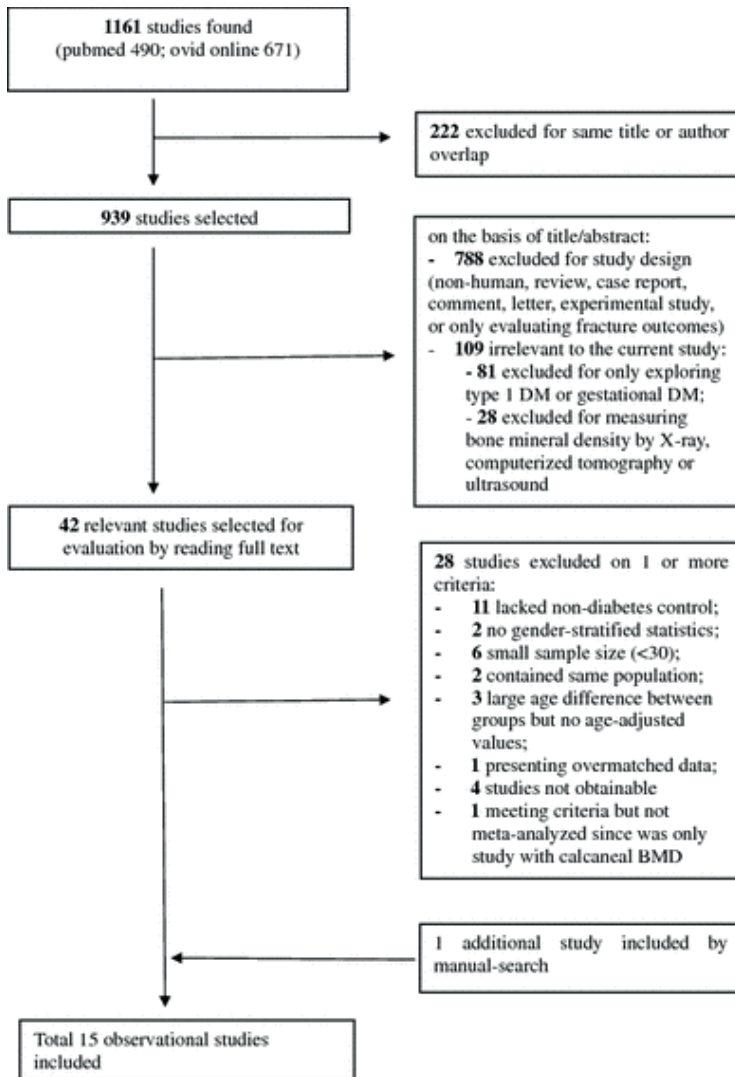 1161 studies found
(pubmed 490; ovid online 671)
222 excluded for same title or author
overlap
939 studies selected
on the basis of title/abstract:
- 788 excluded for study design
(non-human, review, case report,
comment, letter, experimental study,
or only evaluating fracture outcomes)
- 109 irrelevant to the current study:
- 81 excluded for only exploring
type 1 DM or gestational DM;
- 28 excluded for measuring
bone mineral density by X-ray,
computerized tomography or
ultrasound
42 relevant studies selected for
evaluation by reading full text
28 studies excluded on 1 or more
criteria:
- 11 lacked non-diabetes control;
- 2 no gender-stratified statistics;
- 6 small sample size (<30);
- 2 contained same population;
- 3 large age difference between
groups but no age-adjusted
values;
- 1 presenting overmatched data;
- 4 studies not obtainable
- 1 meeting criteria but not
meta-analyzed since was only
study with calcaneal BMD
1 additional study included by
manual-search
Total 15 observational studies
included